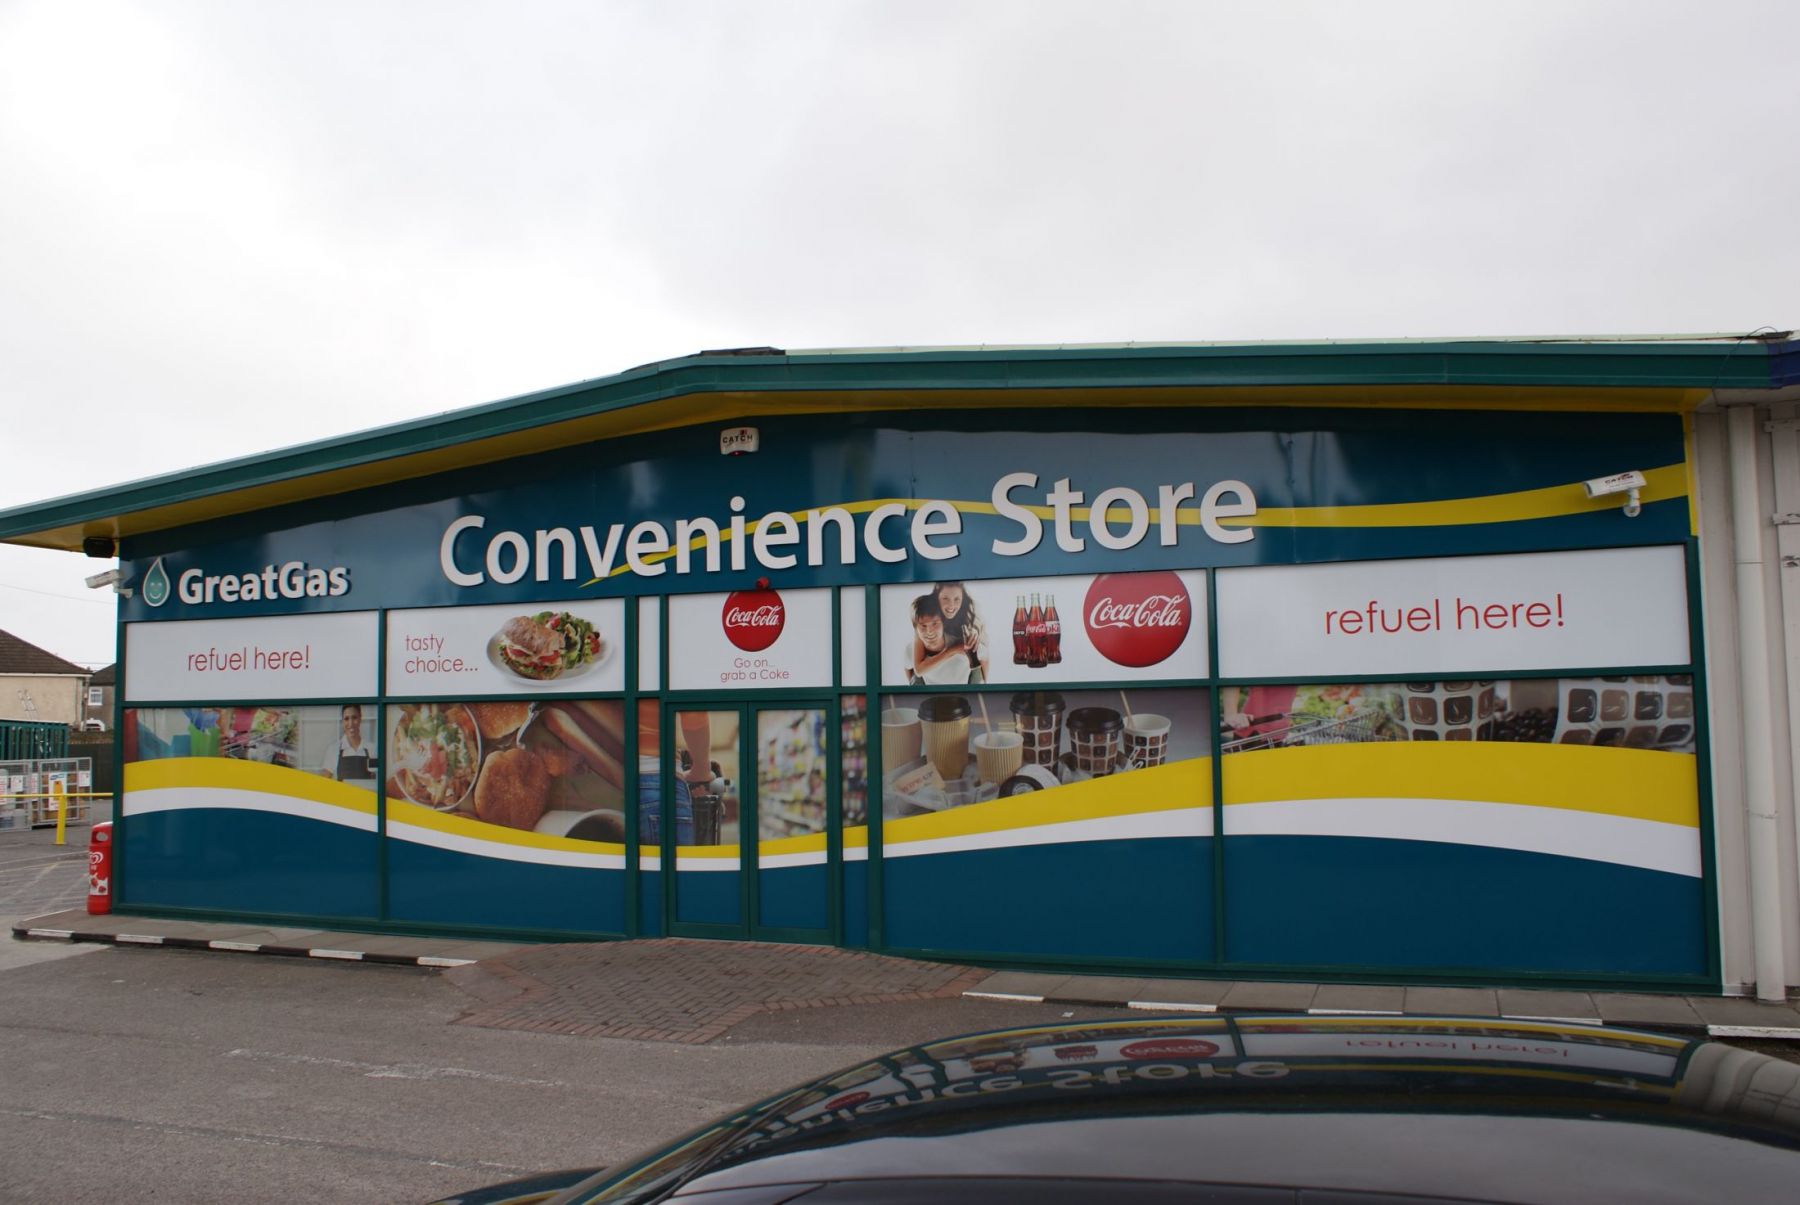 CATCH
Convenience Store
GreatGas
refuel here!
tasty
choice...
Coca-Cola
Go on...
grab a Coke
Coca-Cola
refuel here!